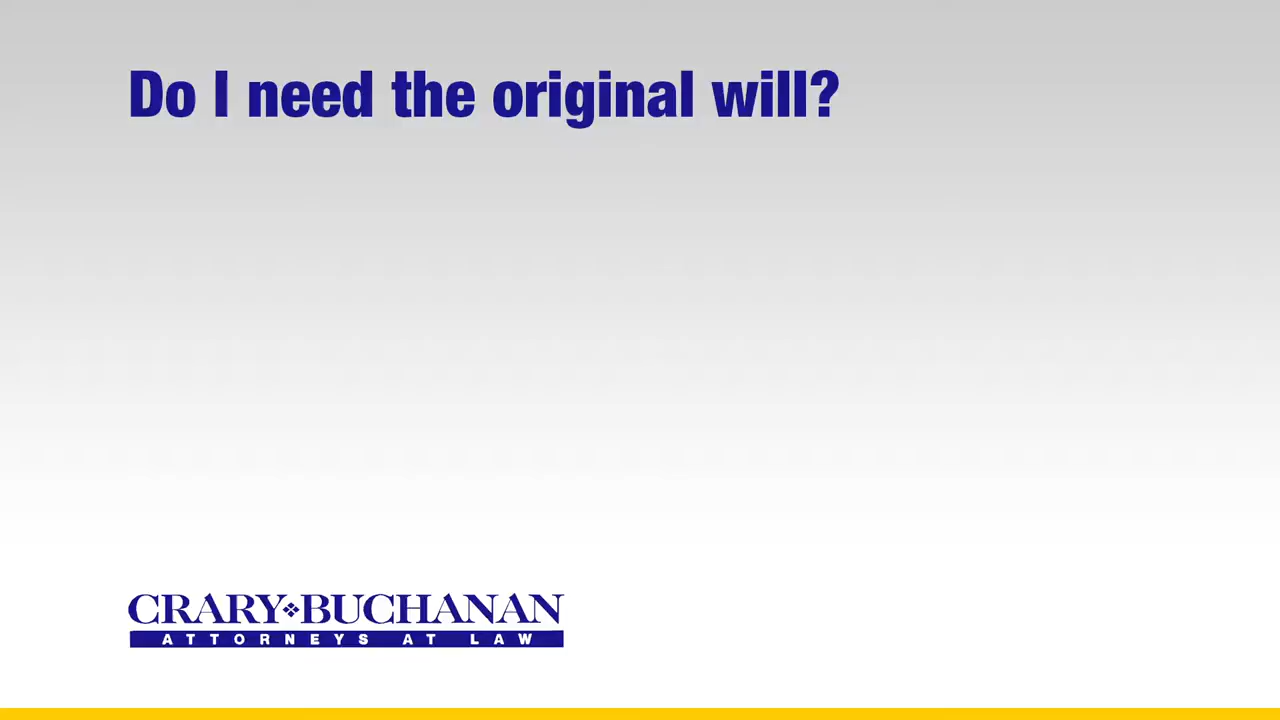 Do I need the original will?
CRARY BUCHANAN
ATTORNEYS AT LAW